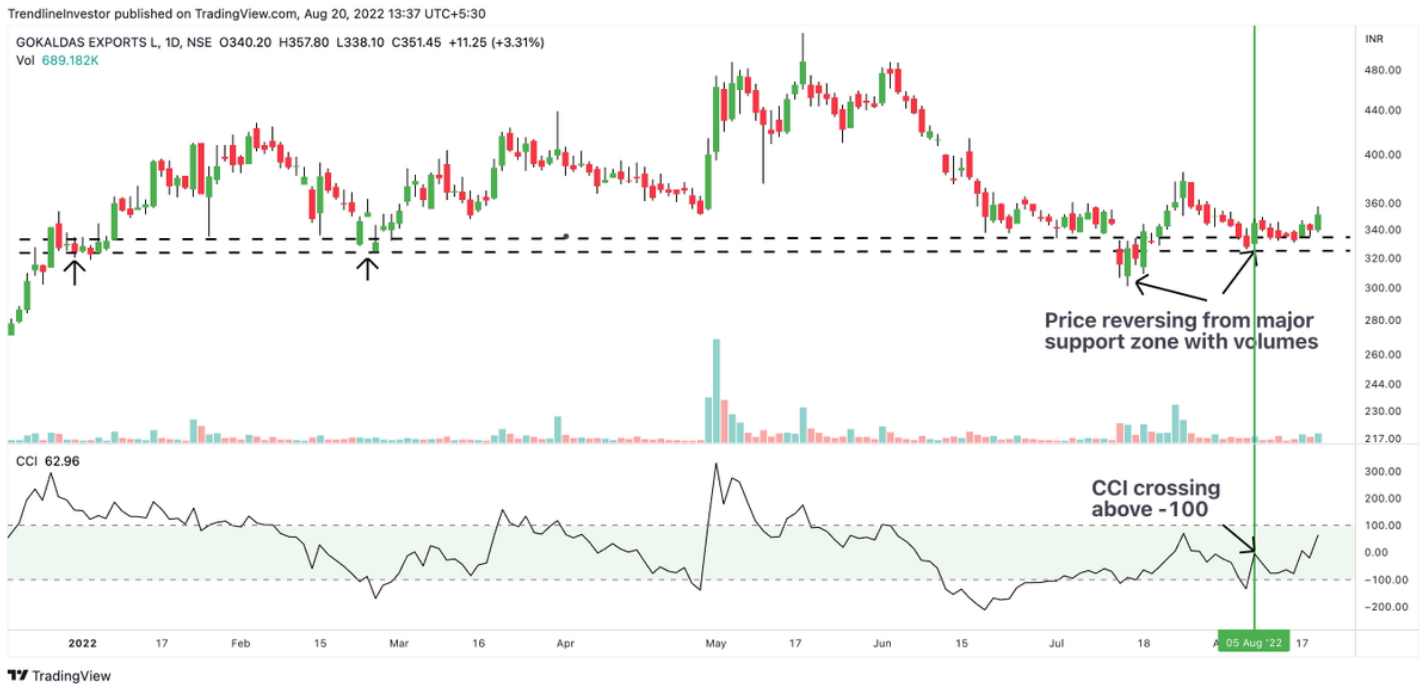 TrendlineInvestor published on TradingView.com, Aug 20, 2022 13:37 UTC+5:30
GOKALDAS EXPORTS L, 1D, NSE O340.20 H357.80 L338.10 C351.45 +11.25 (+3.31%)
INR
Vol 689.182K
480.00
440.00
400.00
360.00
340.00
320.00
300.00
280.00
260.00
244.00
230.00
217.00
Price reversing from major
support zone with volumes
CCI 62.96
300.00
200.00
100.00
0.00
−100.00
−200.00
CCI crossing
above -100
2022 17 Feb 15 Mar 16 Apr May 17 Jun 15 Jul 18 A 05 Aug '22 17
TradingView